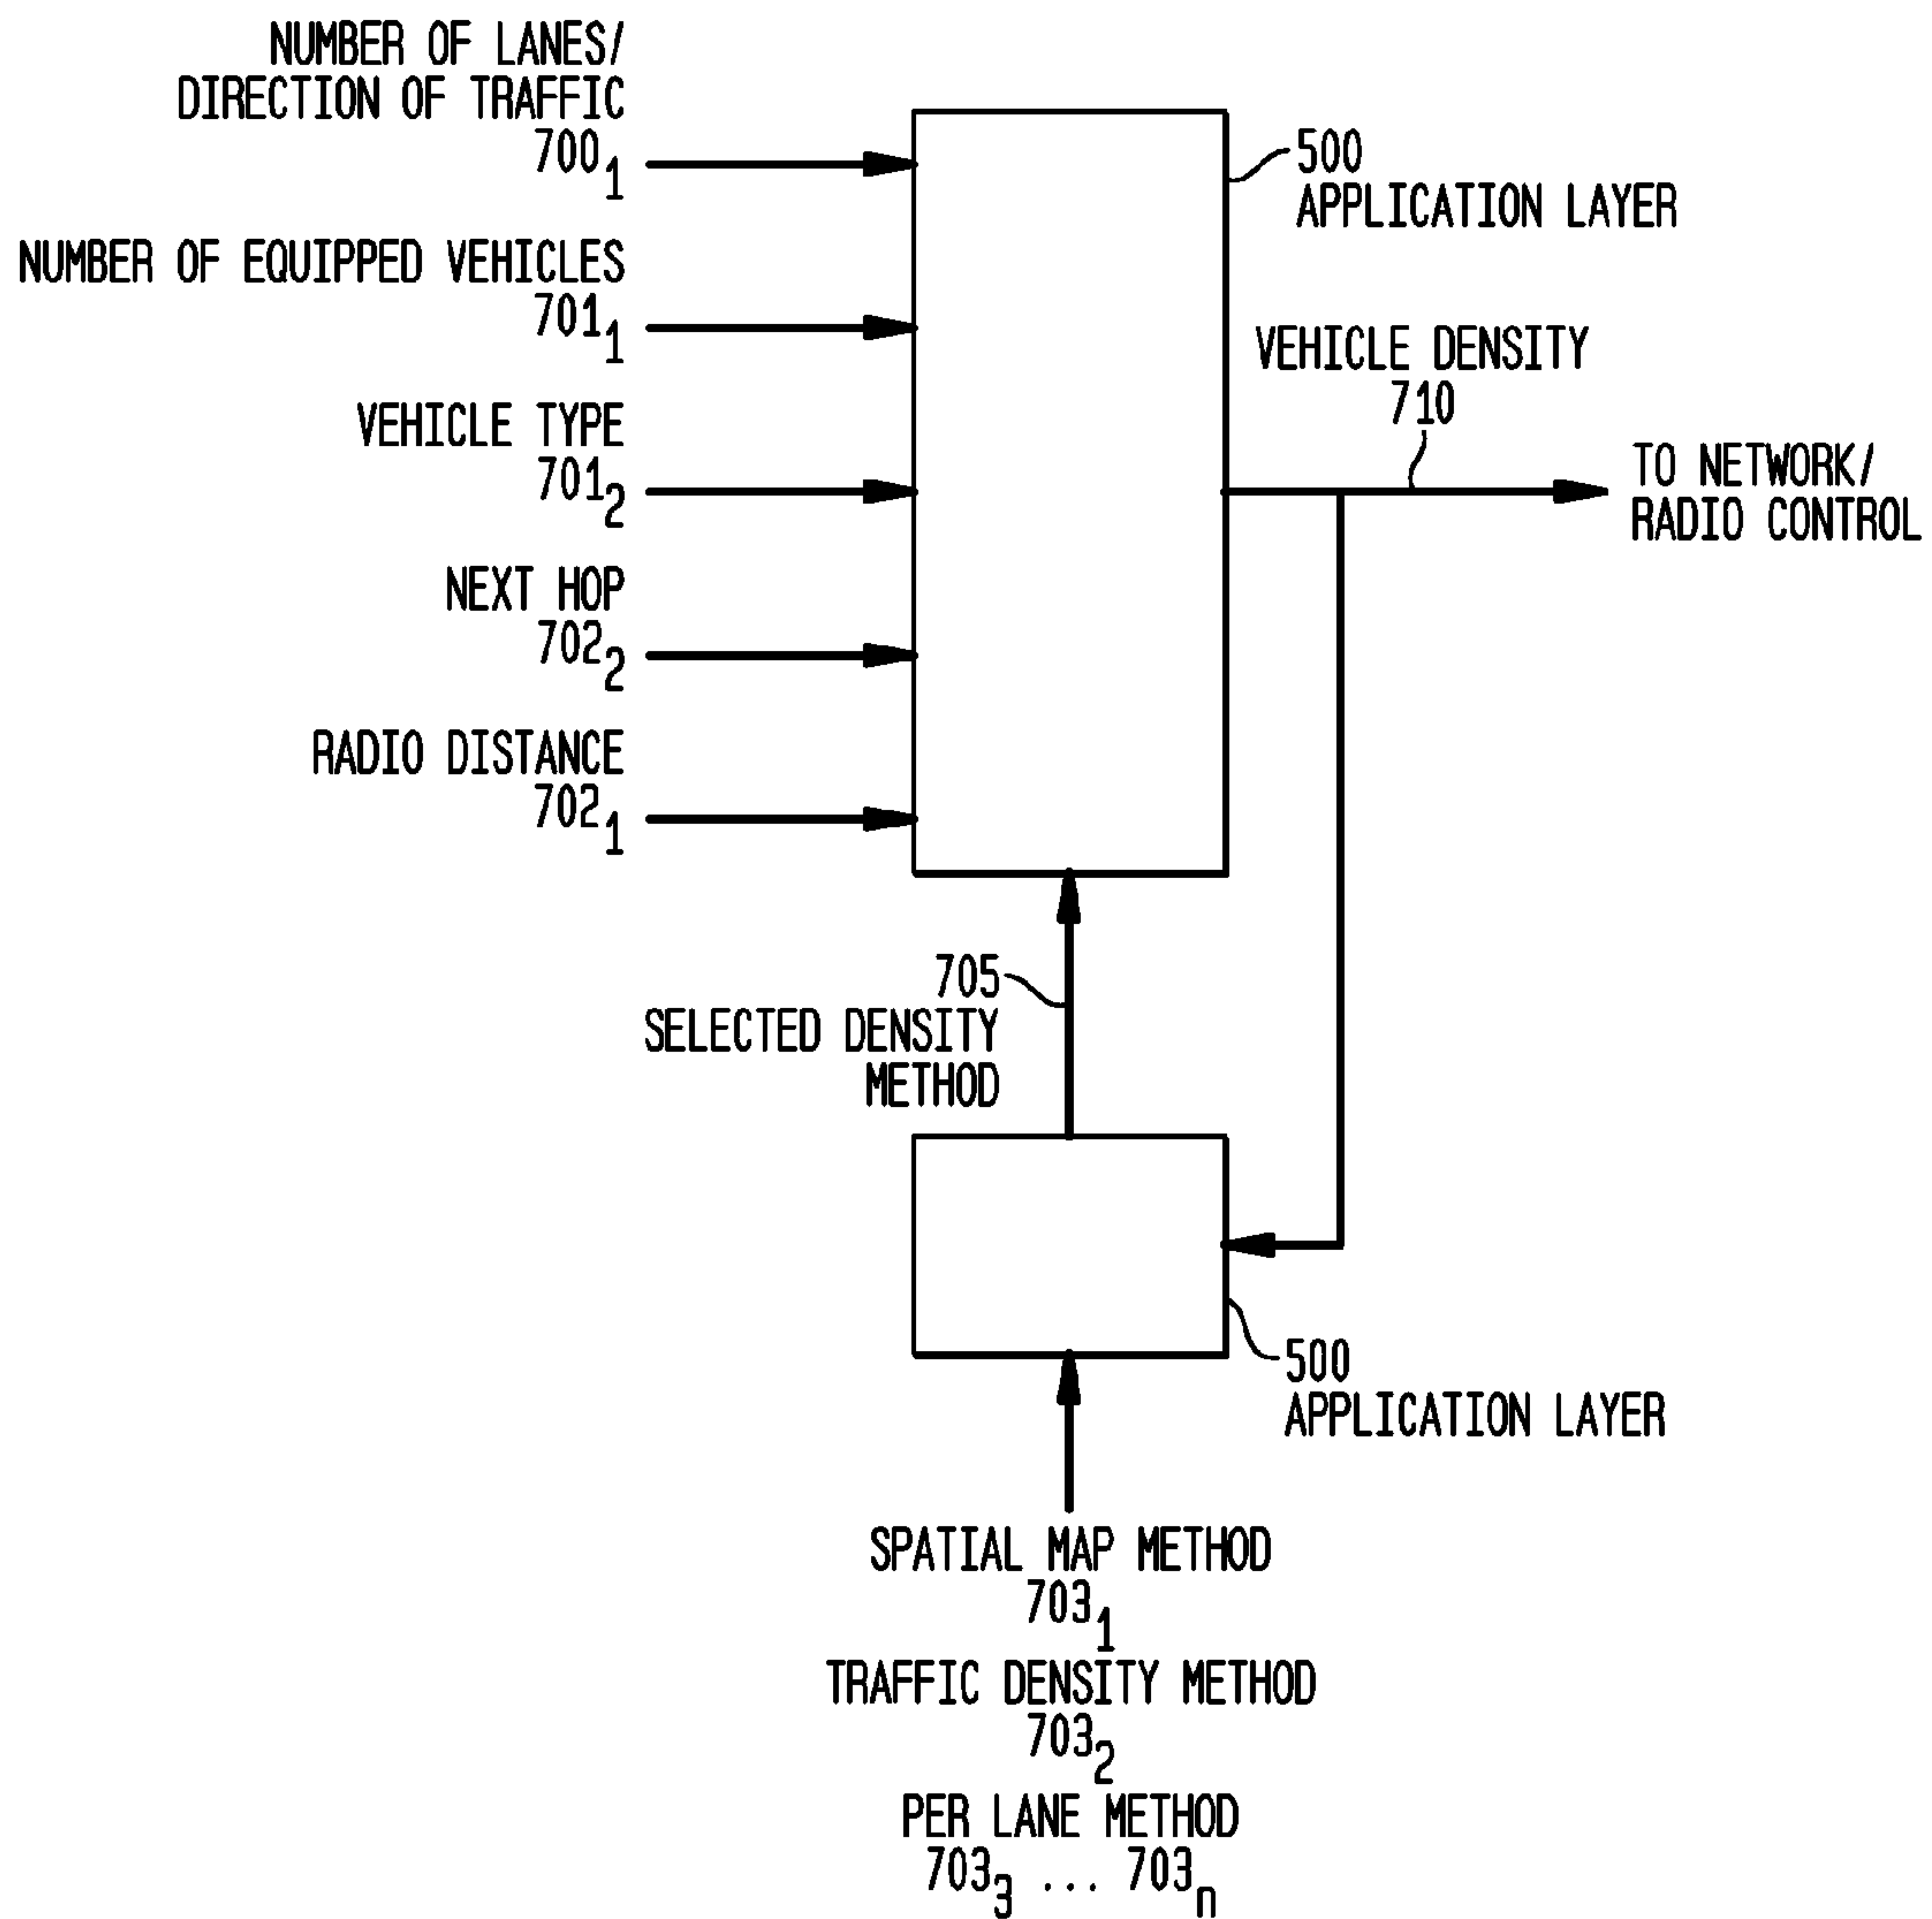 NUMBER OF LANES/
DIRECTION OF TRAFFIC
700₁
NUMBER OF EQUIPPED VEHICLES
701₁
VEHICLE TYPE
701₂
NEXT HOP
702₂
RADIO DISTANCE
702₁
500
APPLICATION LAYER
VEHICLE DENSITY
710
TO NETWORK/
RADIO CONTROL
705
SELECTED DENSITY
METHOD
500
APPLICATION LAYER
SPATIAL MAP METHOD
703₁
TRAFFIC DENSITY METHOD
703₂
PER LANE METHOD
703₃ ... 703ₙ